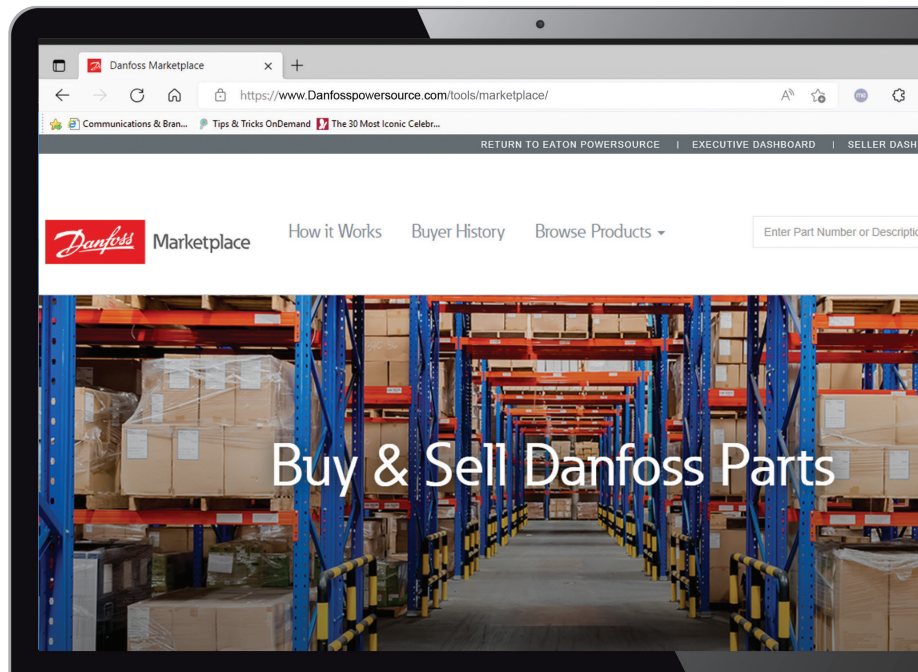 Danfoss Marketplace
https://www.Danfosspowersource.com/tools/marketplace/
Communications & Bran... Tips & Tricks OnDemand The 30 Most Iconic Celebr...
RETURN TO EATON POWERSOURCE | EXECUTIVE DASHBOARD | SELLER DASH
Danfoss Marketplace How it Works Buyer History Browse Products Enter Part Number or Descriptio
Buy & Sell Danfoss Parts